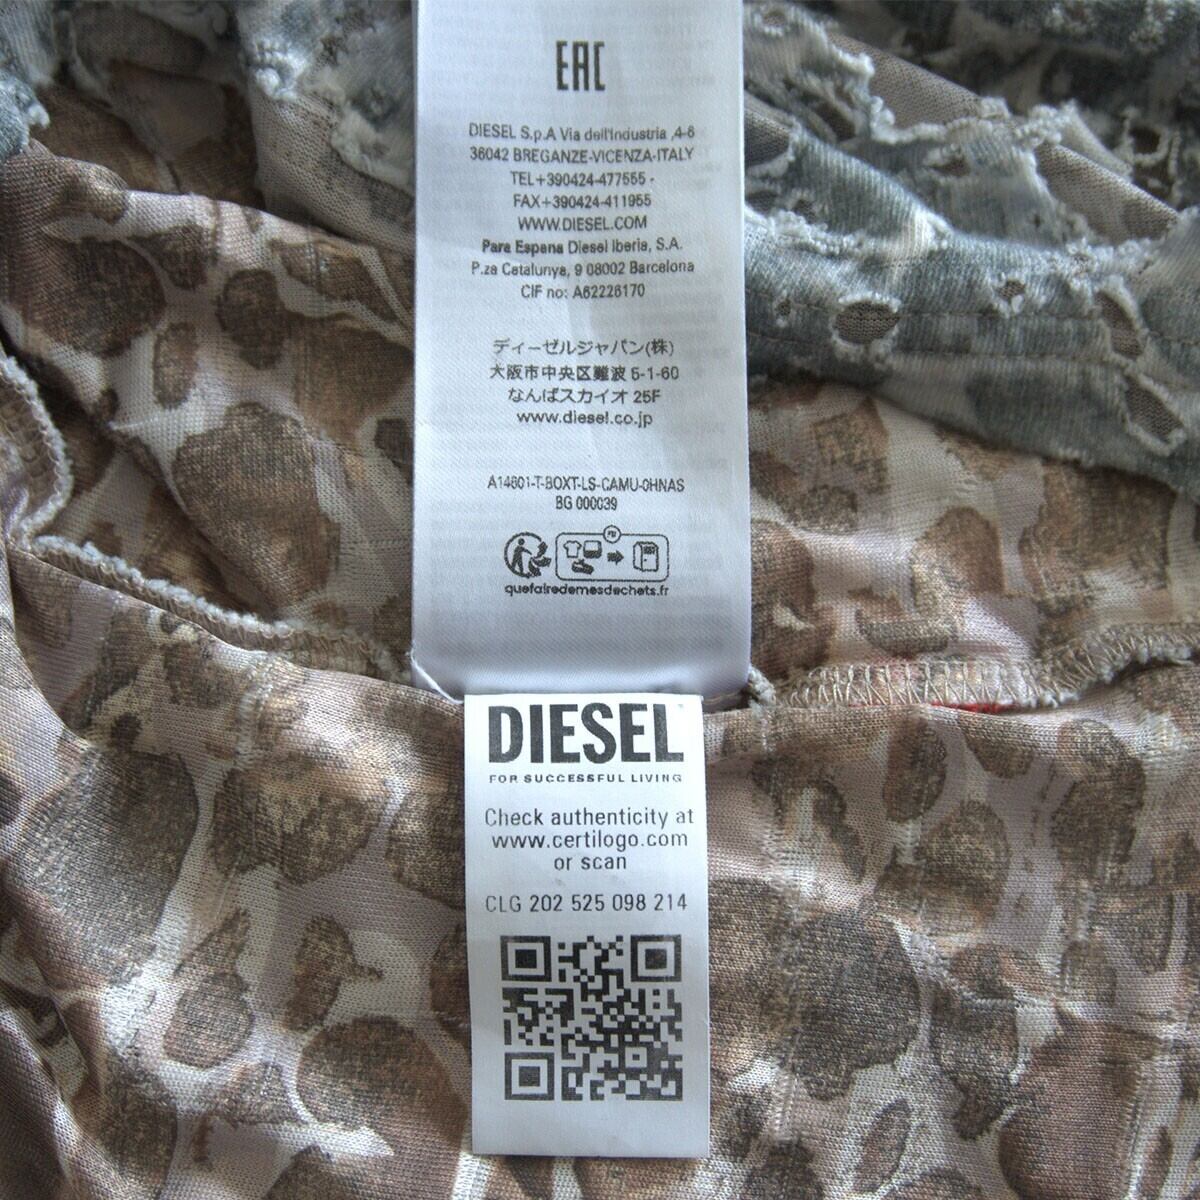 EAC
DIESEL S.p.A Via dell'Industria ,4-6
36042 BREGANZE-VICENZA-ITALY
TEL+390424-477555 -
FAX+390424-411955
WWW.DIESEL.COM
Para Espana Diesel Iberia, S.A.
P.za Catalunya, 9 08002 Barcelona
CIF no: A62226170
ディーゼルジャパン(株)
大阪市中央区難波 5-1-60
なんばスカイオ 25F
www.diesel.co.jp
A14601-T-BOXT-LS-CAMU-0HNAS
BG 000039
quefairedemesdechets.fr
DIESEL
FOR SUCCESSFUL LIVING
Check authenticity at
www.certilogo.com
or scan
CLG 202 525 098 214